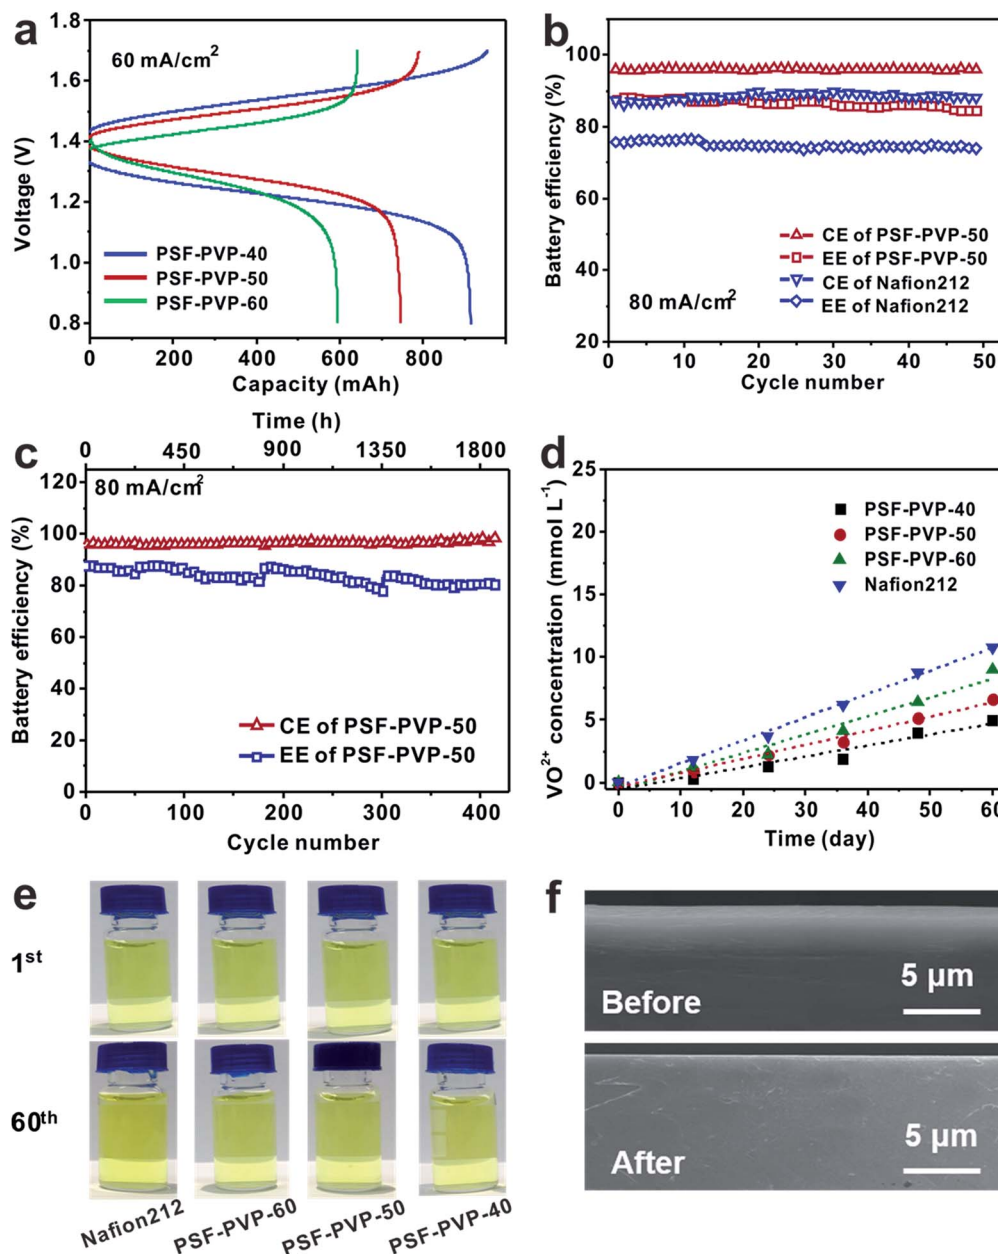 a
60 mA/cm²
1.8
1.6
1.4
1.2
1.0
0.8
Voltage (V)
PSF-PVP-40
PSF-PVP-50
PSF-PVP-60
0 200 400 600 800
Capacity (mAh)
b
100
80
60
40
20
Battery efficiency (%)
CE of PSF-PVP-50
EE of PSF-PVP-50
CE of Nafion212
EE of Nafion212
80 mA/cm²
0 10 20 30 40 50
Cycle number
c
Time (h)
0 450 900 1350 1800
80 mA/cm²
120
100
80
60
40
20
0
Battery efficiency (%)
CE of PSF-PVP-50
EE of PSF-PVP-50
0 100 200 300 400
Cycle number
d
25
20
15
10
5
0
VO²⁺ concentration (mmol L⁻¹)
PSF-PVP-40
PSF-PVP-50
PSF-PVP-60
Nafion212
0 10 20 30 40 50 60
Time (day)
e
1ˢᵗ
60ᵗʰ
Nafion212
PSF-PVP-60
PSF-PVP-50
PSF-PVP-40
f
5 µm
Before
5 µm
After